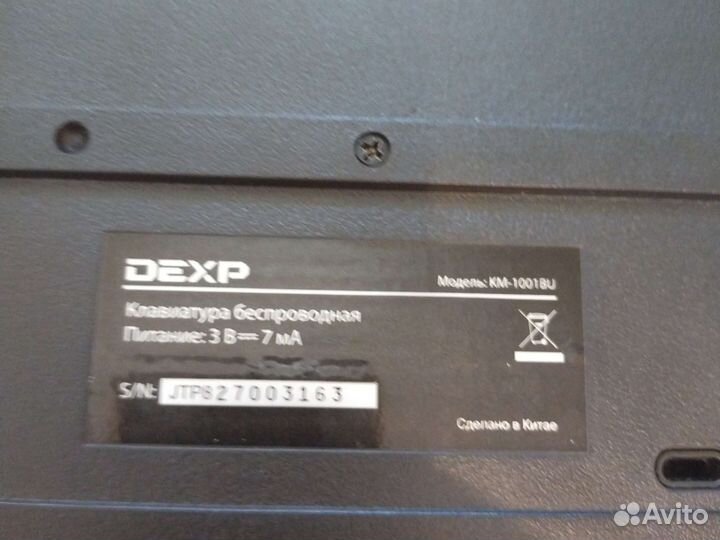 DEXP
Модель: KM-1001BU
Клавиатура беспроводная
Питание: 3 В⎓ 7 мА
S/N: JTP827003163
Сделано в Китае
Avito